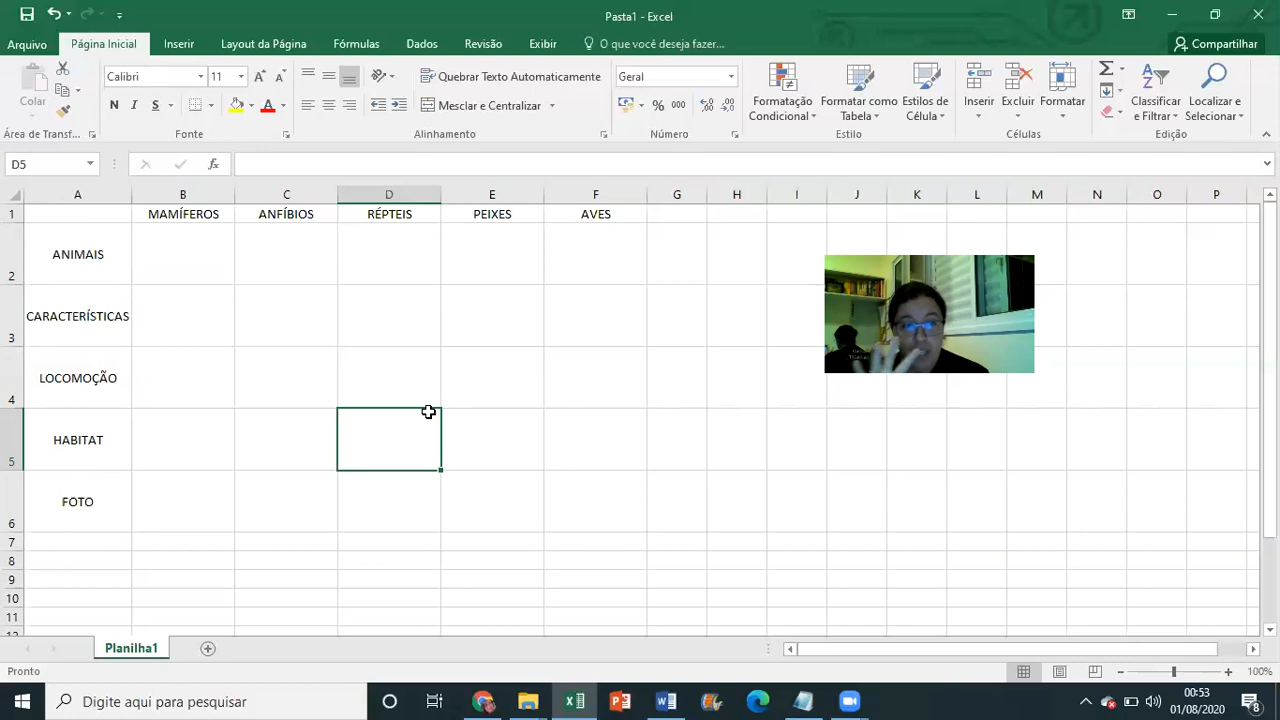 Pasta1 - Excel
Arquivo Página Inicial Inserir Layout da Página Fórmulas Dados Revisão Exibir O que você deseja fazer... Compartilhar
Colar
Calibri 11
Quebrar Texto Automaticamente
Geral
N I S
Mesclar e Centralizar
% 000
Formatação Condicional
Formatar como Tabela
Estilos de Célula
Inserir Excluir Formatar
Classificar e Filtrar
Localizar e Selecionar
Área de Transf... Fonte Alinhamento Número Estilo Células Edição
D5 fx
A B C D E F G H I J K L M N O P
1 MAMÍFEROS ANFÍBIOS RÉPTEIS PEIXES AVES
2 ANIMAIS
3 CARACTERÍSTICAS
4 LOCOMOÇÃO
5 HABITAT
6 FOTO
7
8
9
10
11
Planilha1
Pronto 100%
Digite aqui para pesquisar
00:53
01/08/2020
8